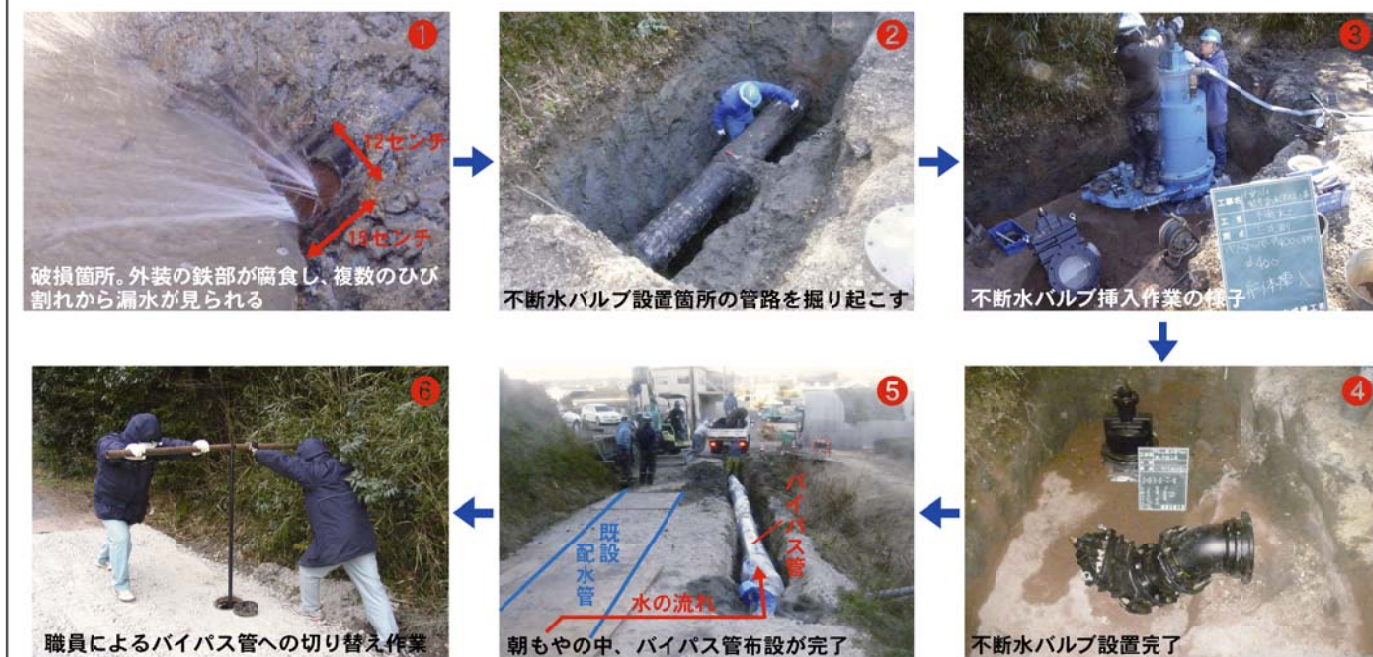 ①
12センチ
15センチ
破損箇所。外装の鉄部が腐食し、複数のひび
割れから漏水が見られる
②
不断水バルブ設置箇所の管路を掘り起こす
③
工事名
φ400
不断水バルブ挿入作業の様子
④
不断水バルブ設置完了
⑤
バイパス管
既設
配水管
水の流れ
朝もやの中、バイパス管布設が完了
⑥
職員によるバイパス管への切り替え作業